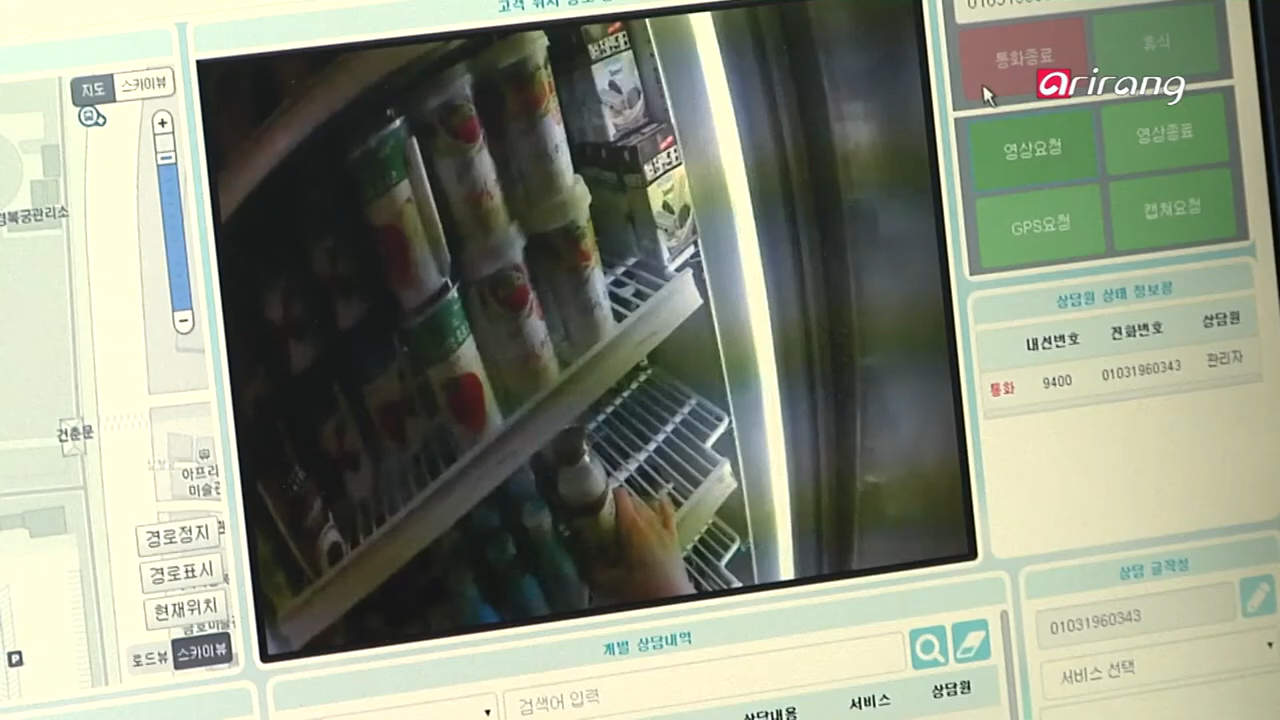 고객 위치 정보
지도 스카이뷰
경복궁관리소
건춘문
아프리
미술관
경로정지
경로표시
현재위치
로드뷰 스카이뷰
P
통화종료 휴식
arirang
영상요청 영상종료
GPS요청 캡쳐요청
상담원 상태 정보창
내선번호 전화번호 상담원
통화 9400 01031960343 관리자
상담 글작성
01031960343
서비스 선택
개별 상담내역
검색어 입력
상담내용 서비스 상담원